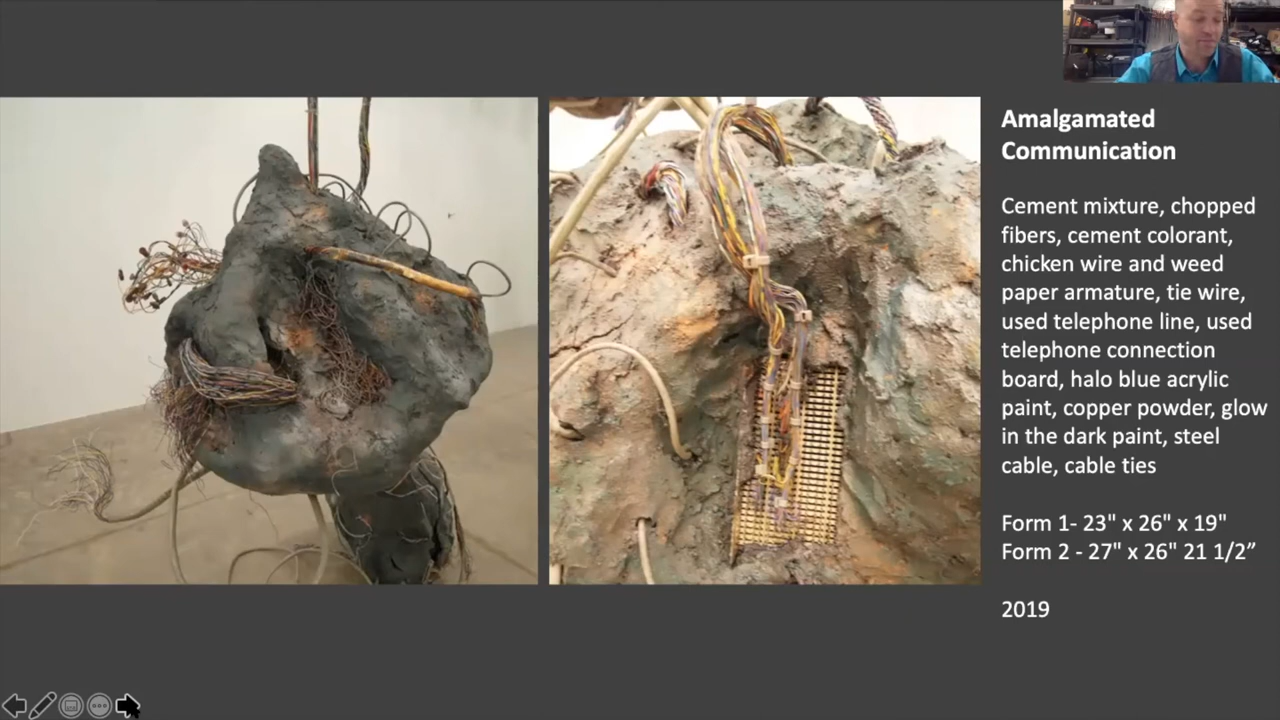 Amalgamated
Communication
Cement mixture, chopped
fibers, cement colorant,
chicken wire and weed
paper armature, tie wire,
used telephone line, used
telephone connection
board, halo blue acrylic
paint, copper powder, glow
in the dark paint, steel
cable, cable ties
Form 1- 23" x 26" x 19"
Form 2 - 27" x 26" 21 1/2”
2019